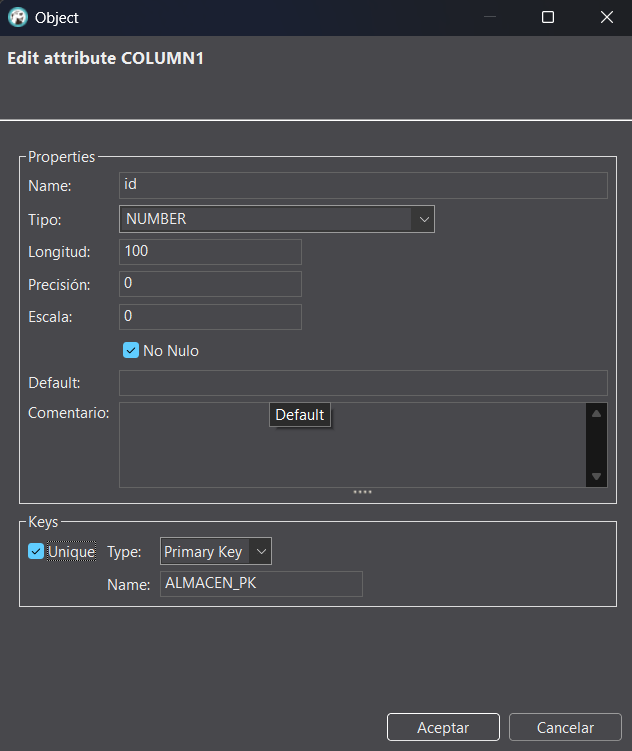 Object
Edit attribute COLUMN1
Properties
Name: id
Tipo: NUMBER
Longitud: 100
Precisión: 0
Escala: 0
No Nulo
Default:
Comentario:
Default
Keys
Unique Type: Primary Key
Name: ALMACEN_PK
Aceptar Cancelar